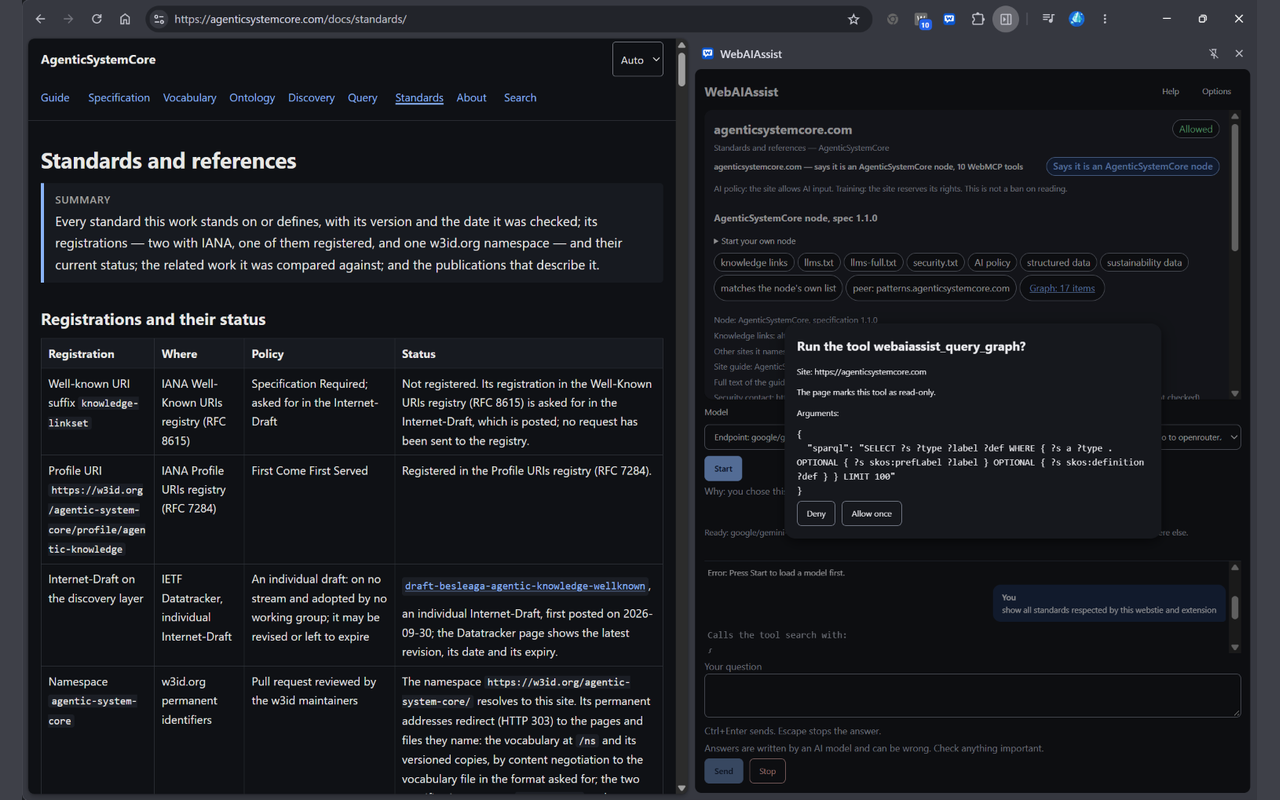 https://agenticsystemcore.com/docs/standards/
10
AgenticSystemCore
Auto
Guide Specification Vocabulary Ontology Discovery Query Standards About Search
Standards and references
SUMMARY
Every standard this work stands on or defines, with its version and the date it was checked; its
registrations — two with IANA, one of them registered, and one w3id.org namespace — and their
current status; the related work it was compared against; and the publications that describe it.
Registrations and their status
Registration Where Policy Status
Well-known URI
suffix knowledge-
linkset
IANA Well-
Known URIs
registry (RFC
8615)
Specification Required;
asked for in the Internet-
Draft
Not registered. Its registration in the Well-Known
URIs registry (RFC 8615) is asked for in the
Internet-Draft, which is posted; no request has
been sent to the registry.
Profile URI
https://w3id.org
/agentic-system-
core/profile/agen
tic-knowledge
IANA Profile
URIs registry
(RFC 7284)
First Come First Served
Registered in the Profile URIs registry (RFC 7284).
Internet-Draft on
the discovery layer
IETF
Datatracker,
individual
Internet-Draft
An individual draft: on no
stream and adopted by no
working group; it may be
revised or left to expire
draft-besleaga-agentic-knowledge-wellknown,
an individual Internet-Draft, first posted on 2026-
09-30; the Datatracker page shows the latest
revision, its date and its expiry.
Namespace
agentic-system-
core
w3id.org
permanent
identifiers
Pull request reviewed by
the w3id maintainers
The namespace https://w3id.org/agentic-
system-core/ resolves to this site. Its permanent
addresses redirect (HTTP 303) to the pages and
files they name: the vocabulary at /ns and its
versioned copies, by content negotiation to the
vocabulary file in the format asked for; the two
WebAIAssist
WebAIAssist
Help Options
agenticsystemcore.com
Allowed
Standards and references — AgenticSystemCore
agenticsystemcore.com — says it is an AgenticSystemCore node, 10 WebMCP tools
Says it is an AgenticSystemCore node
AI policy: the site allows AI input. Training: the site reserves its rights. This is not a ban on reading.
AgenticSystemCore node, spec 1.1.0
▸ Start your own node
knowledge links llms.txt llms-full.txt security.txt AI policy structured data sustainability data
matches the node's own list peer: patterns.agenticsystemcore.com Graph: 17 items
Node: AgenticSystemCore, specification 1.1.0
Knowledge links:
Other sites it names
Site guide: AgenticS
Full text of the guid
Security contact:
checked)
Model
Endpoint: google/g
o to openrouter.
Start
Why: you chose this
Ready: google/gemini
ere else.
Run the tool webaiassist_query_graph?
Site: https://agenticsystemcore.com
The page marks this tool as read-only.
Arguments:
{
"sparql": "SELECT ?s ?type ?label ?def WHERE { ?s a ?type .
OPTIONAL { ?s skos:prefLabel ?label } OPTIONAL { ?s skos:definition
?def } } LIMIT 100"
}
Deny Allow once
Error: Press Start to load a model first.
You
show all standards respected by this webstie and extension
Calls the tool search with:
Your question
Ctrl+Enter sends. Escape stops the answer.
Answers are written by an AI model and can be wrong. Check anything important.
Send Stop